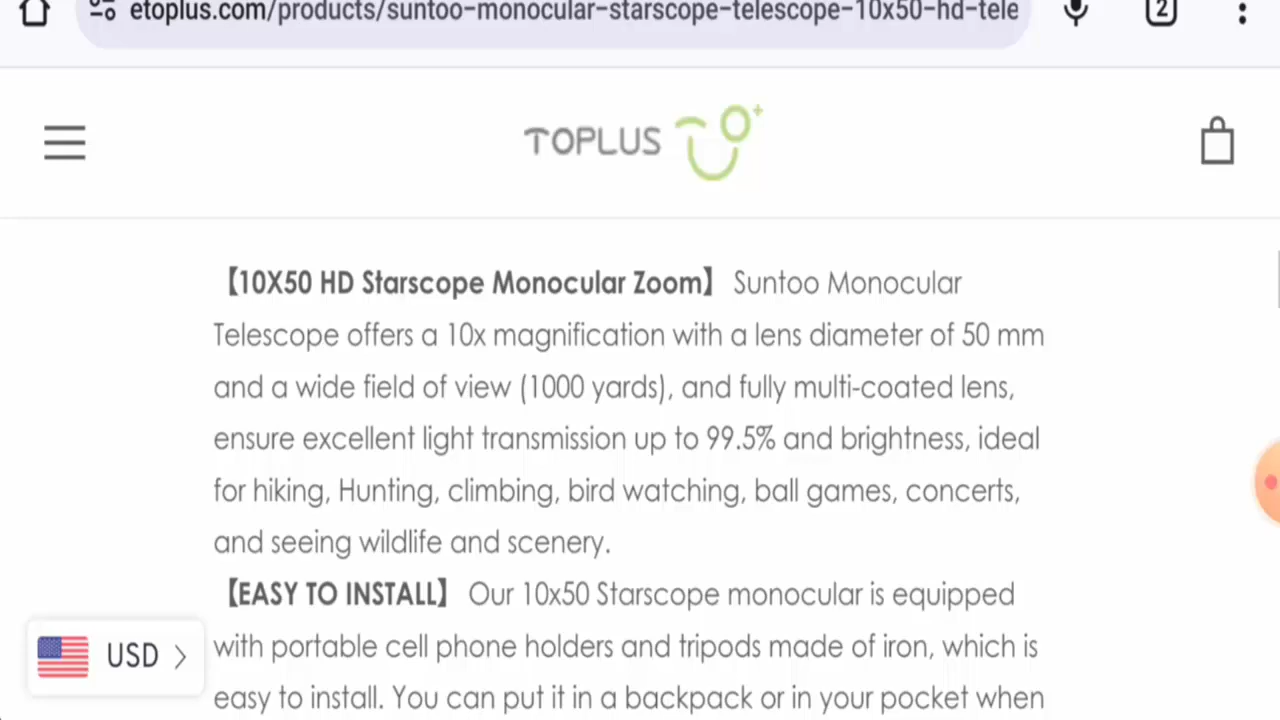 etoplus.com/products/suntoo-monocular-starscope-telescope-10x50-hd-tele
2
TOPLUS
【10X50 HD Starscope Monocular Zoom】 Suntoo Monocular
Telescope offers a 10x magnification with a lens diameter of 50 mm
and a wide field of view (1000 yards), and fully multi-coated lens,
ensure excellent light transmission up to 99.5% and brightness, ideal
for hiking, Hunting, climbing, bird watching, ball games, concerts,
and seeing wildlife and scenery.
【EASY TO INSTALL】 Our 10x50 Starscope monocular is equipped
with portable cell phone holders and tripods made of iron, which is
easy to install. You can put it in a backpack or in your pocket when
USD